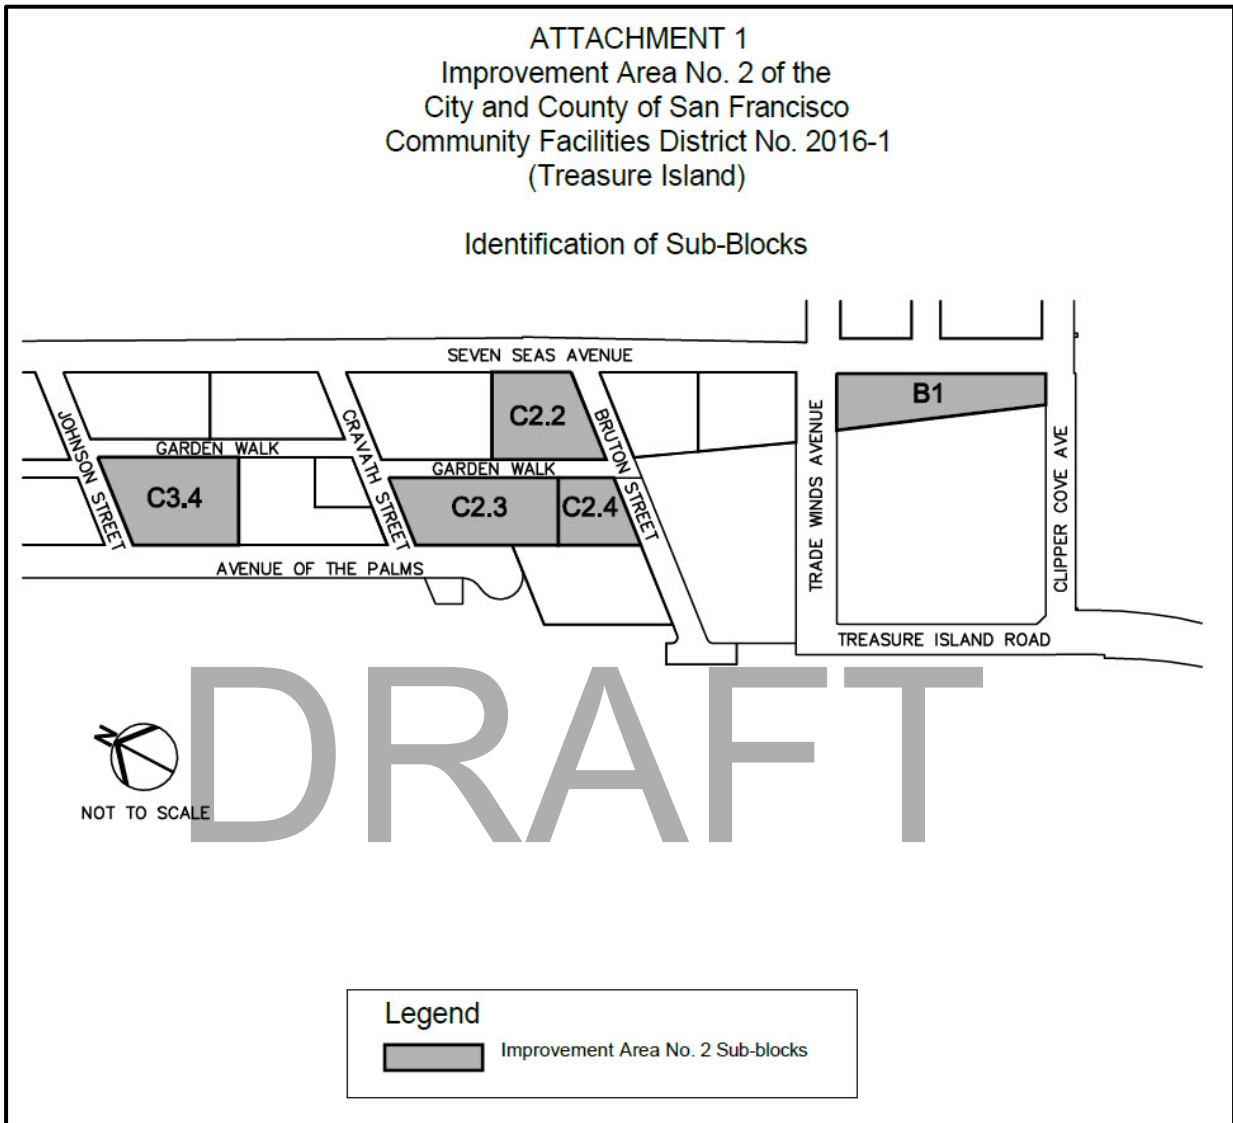 ATTACHMENT 1
Improvement Area No. 2 of the
City and County of San Francisco
Community Facilities District No. 2016-1
(Treasure Island)
Identification of Sub-Blocks
SEVEN SEAS AVENUE
B1
C2.2
JOHNSON STREET
CRAVATH STREET
BRUTON STREET
TRADE WINDS AVENUE
CLIPPER COVE AVE
GARDEN WALK
GARDEN WALK
C3.4
C2.3
C2.4
AVENUE OF THE PALMS
TREASURE ISLAND ROAD
DRAFT
N
NOT TO SCALE
Legend
Improvement Area No. 2 Sub-blocks